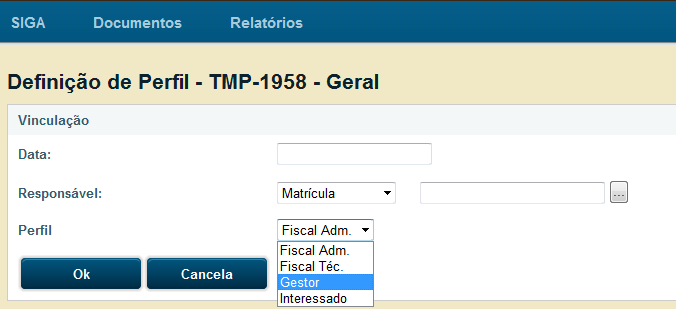 SIGA Documentos Relatórios
Definição de Perfil - TMP-1958 - Geral
Vinculação
Data:
Responsável: Matrícula ...
Perfil Fiscal Adm.
Fiscal Adm.
Fiscal Téc.
Gestor
Interessado
Ok Cancela